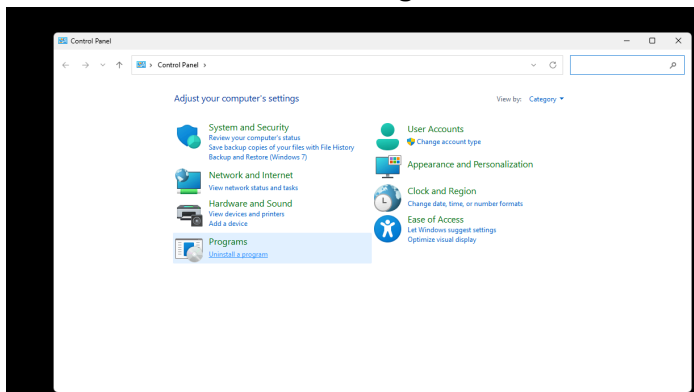 Control Panel
Control Panel
Adjust your computer's settings
View by: Category
System and Security
Review your computer's status
Save backup copies of your files with File History
Backup and Restore (Windows 7)
Network and Internet
View network status and tasks
Hardware and Sound
View devices and printers
Add a device
Programs
Uninstall a program
User Accounts
Change account type
Appearance and Personalization
Clock and Region
Change date, time, or number formats
Ease of Access
Let Windows suggest settings
Optimize visual display